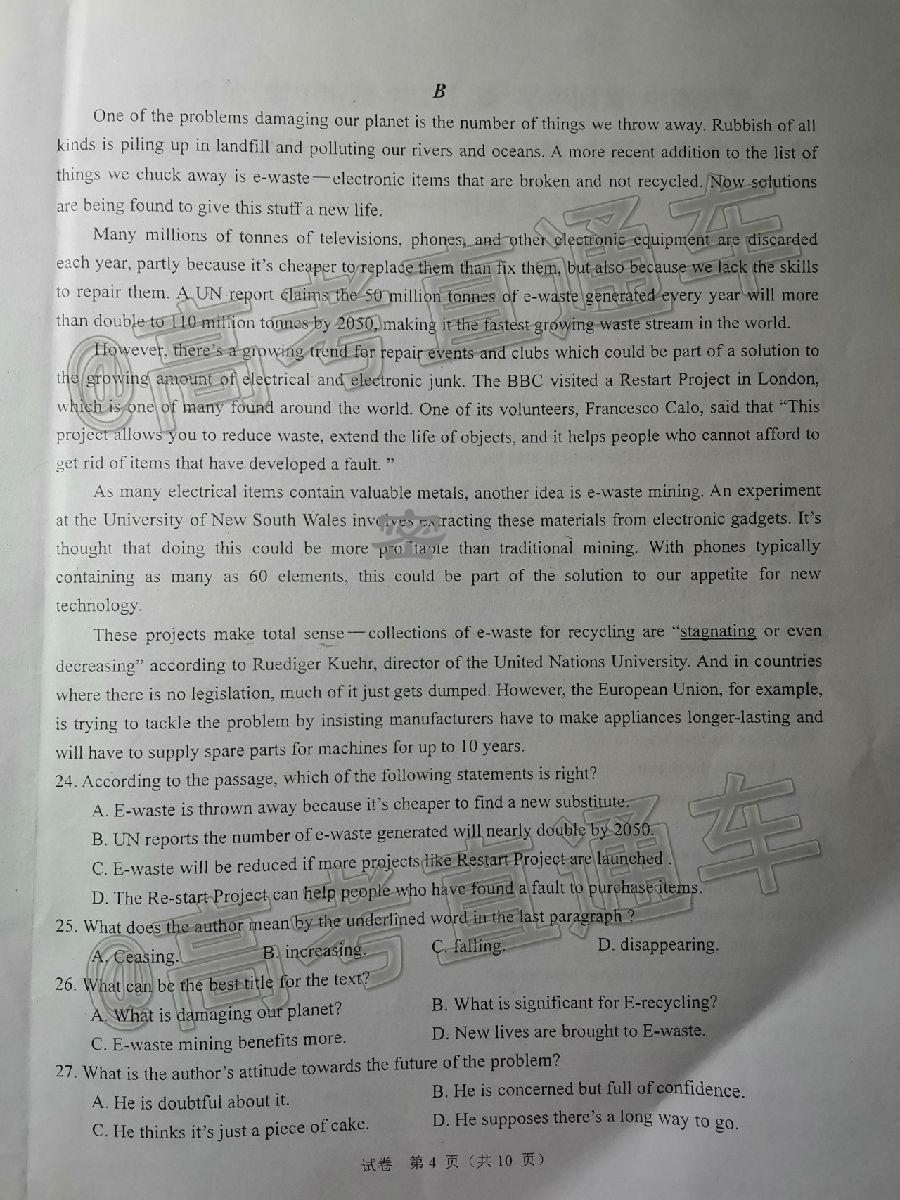 B
One of the problems damaging our planet is the number of things we throw away. Rubbish of all
kinds is piling up in landfill and polluting our rivers and oceans. A more recent addition to the list of
things we chuck away is e-waste—electronic items that are broken and not recycled. Now solutions
are being found to give this stuff a new life.
Many millions of tonnes of televisions, phones, and other electronic equipment are discarded
each year, partly because it's cheaper to replace them than fix them, but also because we lack the skills
to repair them. A UN report claims the 50 million tonnes of e-waste generated every year will more
than double to 110 million tonnes by 2050, making it the fastest growing waste stream in the world.
However, there's a growing trend for repair events and clubs which could be part of a solution to
the growing amount of electrical and electronic junk. The BBC visited a Restart Project in London,
which is one of many found around the world. One of its volunteers, Francesco Calo, said that “This
project allows you to reduce waste, extend the life of objects, and it helps people who cannot afford to
get rid of items that have developed a fault. ”
As many electrical items contain valuable metals, another idea is e-waste mining. An experiment
at the University of New South Wales involves extracting these materials from electronic gadgets. It's
thought that doing this could be more profitable than traditional mining. With phones typically
containing as many as 60 elements, this could be part of the solution to our appetite for new
technology.
These projects make total sense—collections of e-waste for recycling are “stagnating or even
decreasing” according to Ruediger Kuehr, director of the United Nations University. And in countries
where there is no legislation, much of it just gets dumped. However, the European Union, for example,
is trying to tackle the problem by insisting manufacturers have to make appliances longer-lasting and
will have to supply spare parts for machines for up to 10 years.
24. According to the passage, which of the following statements is right?
A. E-waste is thrown away because it's cheaper to find a new substitute.
B. UN reports the number of e-waste generated will nearly double by 2050.
C. E-waste will be reduced if more projects like Restart Project are launched .
D. The Re-start Project can help people who have found a fault to purchase items.
25. What does the author mean by the underlined word in the last paragraph ?
A. Ceasing. B. increasing. C. falling. D. disappearing.
26. What can be the best title for the text?
A. What is damaging our planet? B. What is significant for E-recycling?
C. E-waste mining benefits more. D. New lives are brought to E-waste.
27. What is the author's attitude towards the future of the problem?
A. He is doubtful about it. B. He is concerned but full of confidence.
C. He thinks it's just a piece of cake. D. He supposes there's a long way to go.
试卷 第 4 页（共 10 页）
@高考直通车
密
@高考直通车